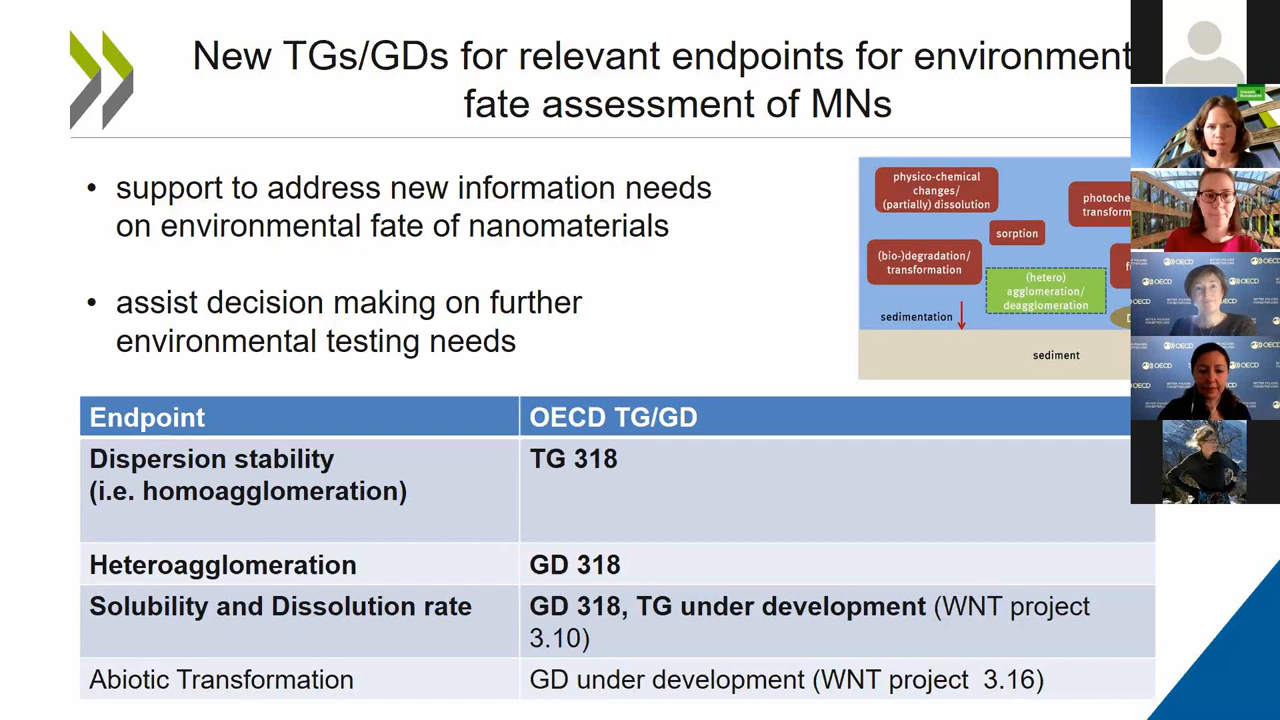 New TGs/GDs for relevant endpoints for environment
fate assessment of MNs
• support to address new information needs
on environmental fate of nanomaterials
• assist decision making on further
environmental testing needs
physico-chemical
changes/
(partially) dissolution
sorption
(bio-)degradation/
transformation
(hetero)
agglomeration/
deagglomeration
sedimentation
sediment
Endpoint
OECD TG/GD
Dispersion stability
(i.e. homoagglomeration)
TG 318
Heteroagglomeration
GD 318
Solubility and Dissolution rate
GD 318, TG under development (WNT project
3.10)
Abiotic Transformation
GD under development (WNT project 3.16)
OECD
OECD
OECD
OECD